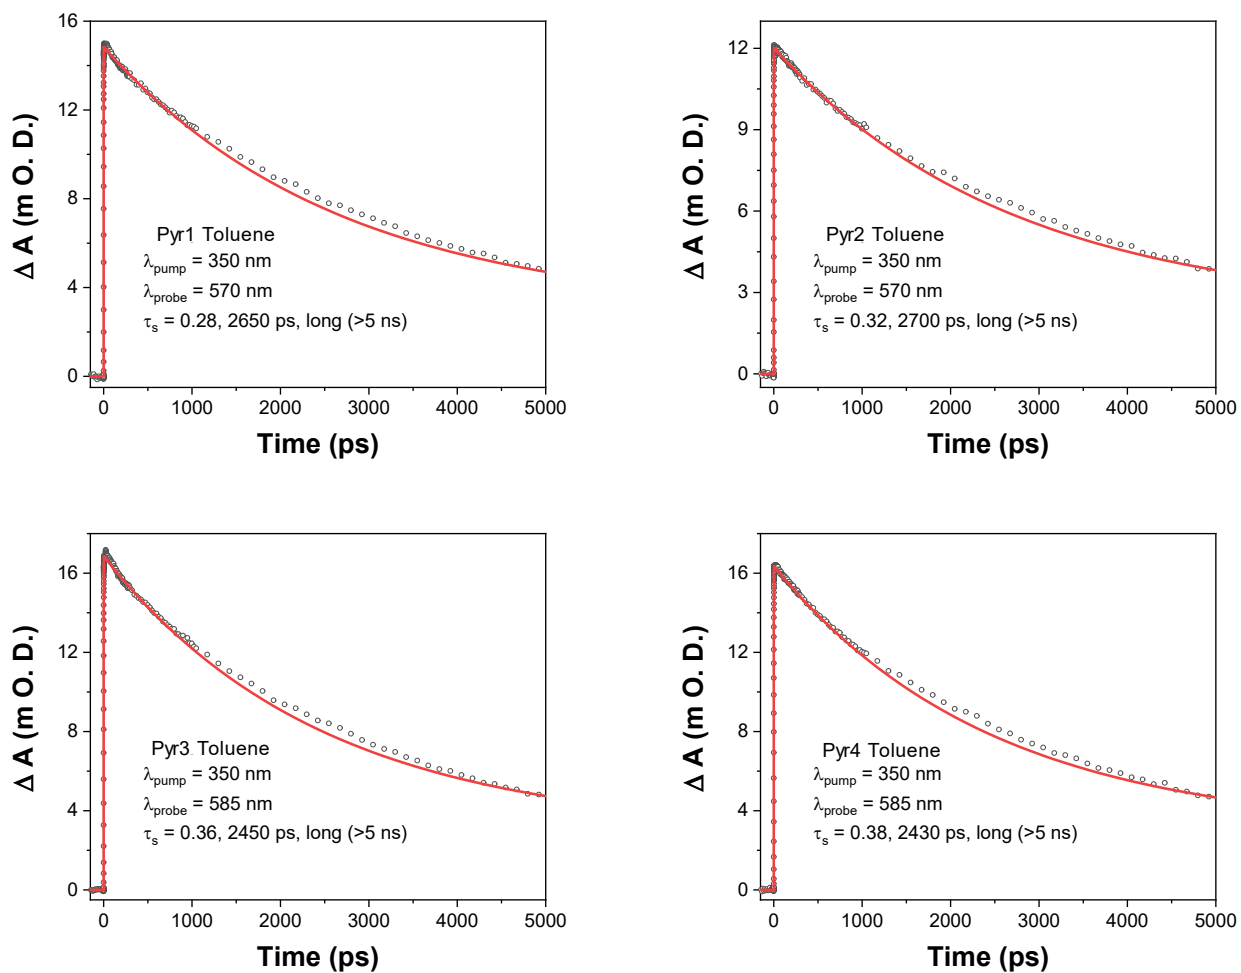 16
12
8
4
0
Δ A (m O. D.)
Pyr1 Toluene
λpump = 350 nm
λprobe = 570 nm
τs = 0.28, 2650 ps, long (>5 ns)
0 1000 2000 3000 4000 5000
Time (ps)
12
9
6
3
0
Δ A (m O. D.)
Pyr2 Toluene
λpump = 350 nm
λprobe = 570 nm
τs = 0.32, 2700 ps, long (>5 ns)
0 1000 2000 3000 4000 5000
Time (ps)
16
12
8
4
0
Δ A (m O. D.)
Pyr3 Toluene
λpump = 350 nm
λprobe = 585 nm
τs = 0.36, 2450 ps, long (>5 ns)
0 1000 2000 3000 4000 5000
Time (ps)
16
12
8
4
0
Δ A (m O. D.)
Pyr4 Toluene
λpump = 350 nm
λprobe = 585 nm
τs = 0.38, 2430 ps, long (>5 ns)
0 1000 2000 3000 4000 5000
Time (ps)